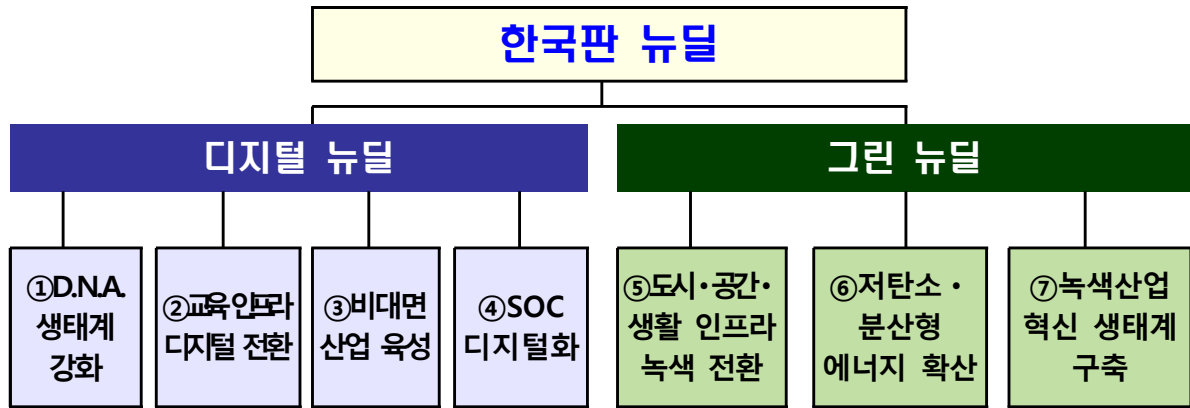 한국판 뉴딜
디지털 뉴딜
그린 뉴딜
①D.N.A.
생태계
강화
②교육인프라
디지털 전환
③비대면
산업 육성
④SOC
디지털화
⑤도시·공간·
생활 인프라
녹색 전환
⑥저탄소·
분산형
에너지 확산
⑦녹색산업
혁신 생태계
구축